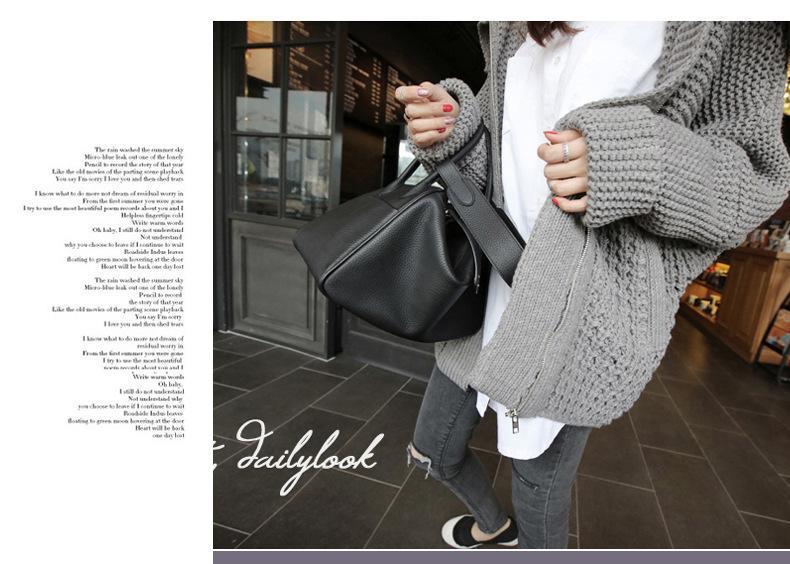 The rain washed the summer sky
Micro-blue leak out one of the lonely
Pencil to record the story of that year
Like the old movies of the parting scene playback
You say I'm sorry I love you and then shed tears
I know what to do more not dream of residual worry in
From the first summer you were gone
I try to use the most beautiful poem records about you and I
Helpless fingertips cold
Write warm words
Oh baby, I still do not understand
Not understand
why you choose to leave if I continue to wait
Roadside Indus leaves
floating to green moon hovering at the door
Heart will be back one day lost
The rain washed the summer sky
Micro-blue leak out one of the lonely
Pencil to record
the story of that year
Like the old movies of the parting scene playback
You say I'm sorry
I love you and then shed tears
I know what to do more not dream of
residual worry in
From the first summer you were gone
I try to use the most beautiful
poem records about you and I
Write warm words
Oh baby,
I still do not understand
Not understand why
you choose to leave if I continue to wait
Roadside Indus leaves
floating to green moon hovering at the door
Heart will be back
one day lost
dailylook